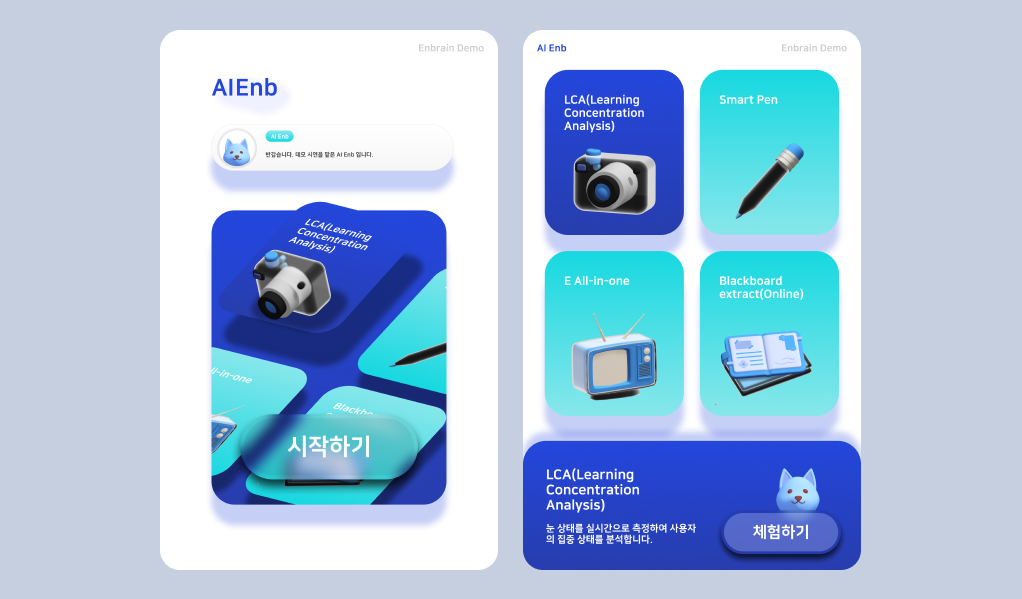 Enbrain Demo
AIEnb
AI Enb
반갑습니다. 데모 시연을 맡은 AI Enb 입니다.
LCA(Learning
Concentration
Analysis)
All-in-one
Blackbo
시작하기
AI Enb
Enbrain Demo
LCA(Learning
Concentration
Analysis)
Smart Pen
E All-in-one
Blackboard
extract(Online)
LCA(Learning
Concentration
Analysis)
눈 상태를 실시간으로 측정하여 사용자
의 집중 상태를 분석합니다.
체험하기